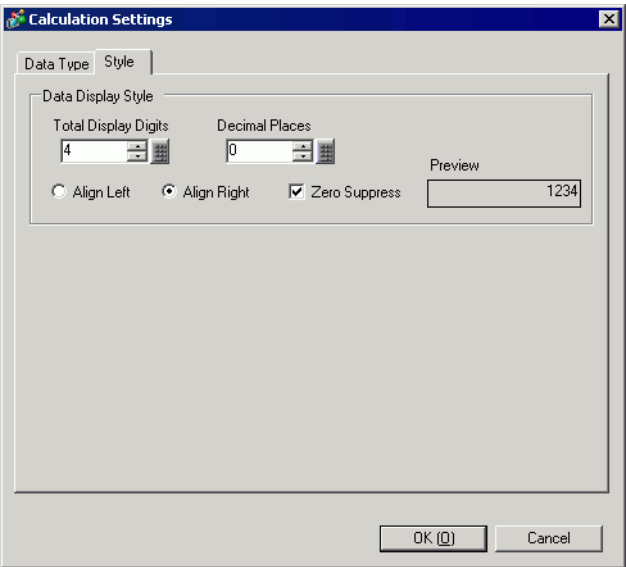 Calculation Settings
Data Type Style
Data Display Style
Total Display Digits Decimal Places
4 0
Preview
Align Left Align Right Zero Suppress 1234
OK (O) Cancel